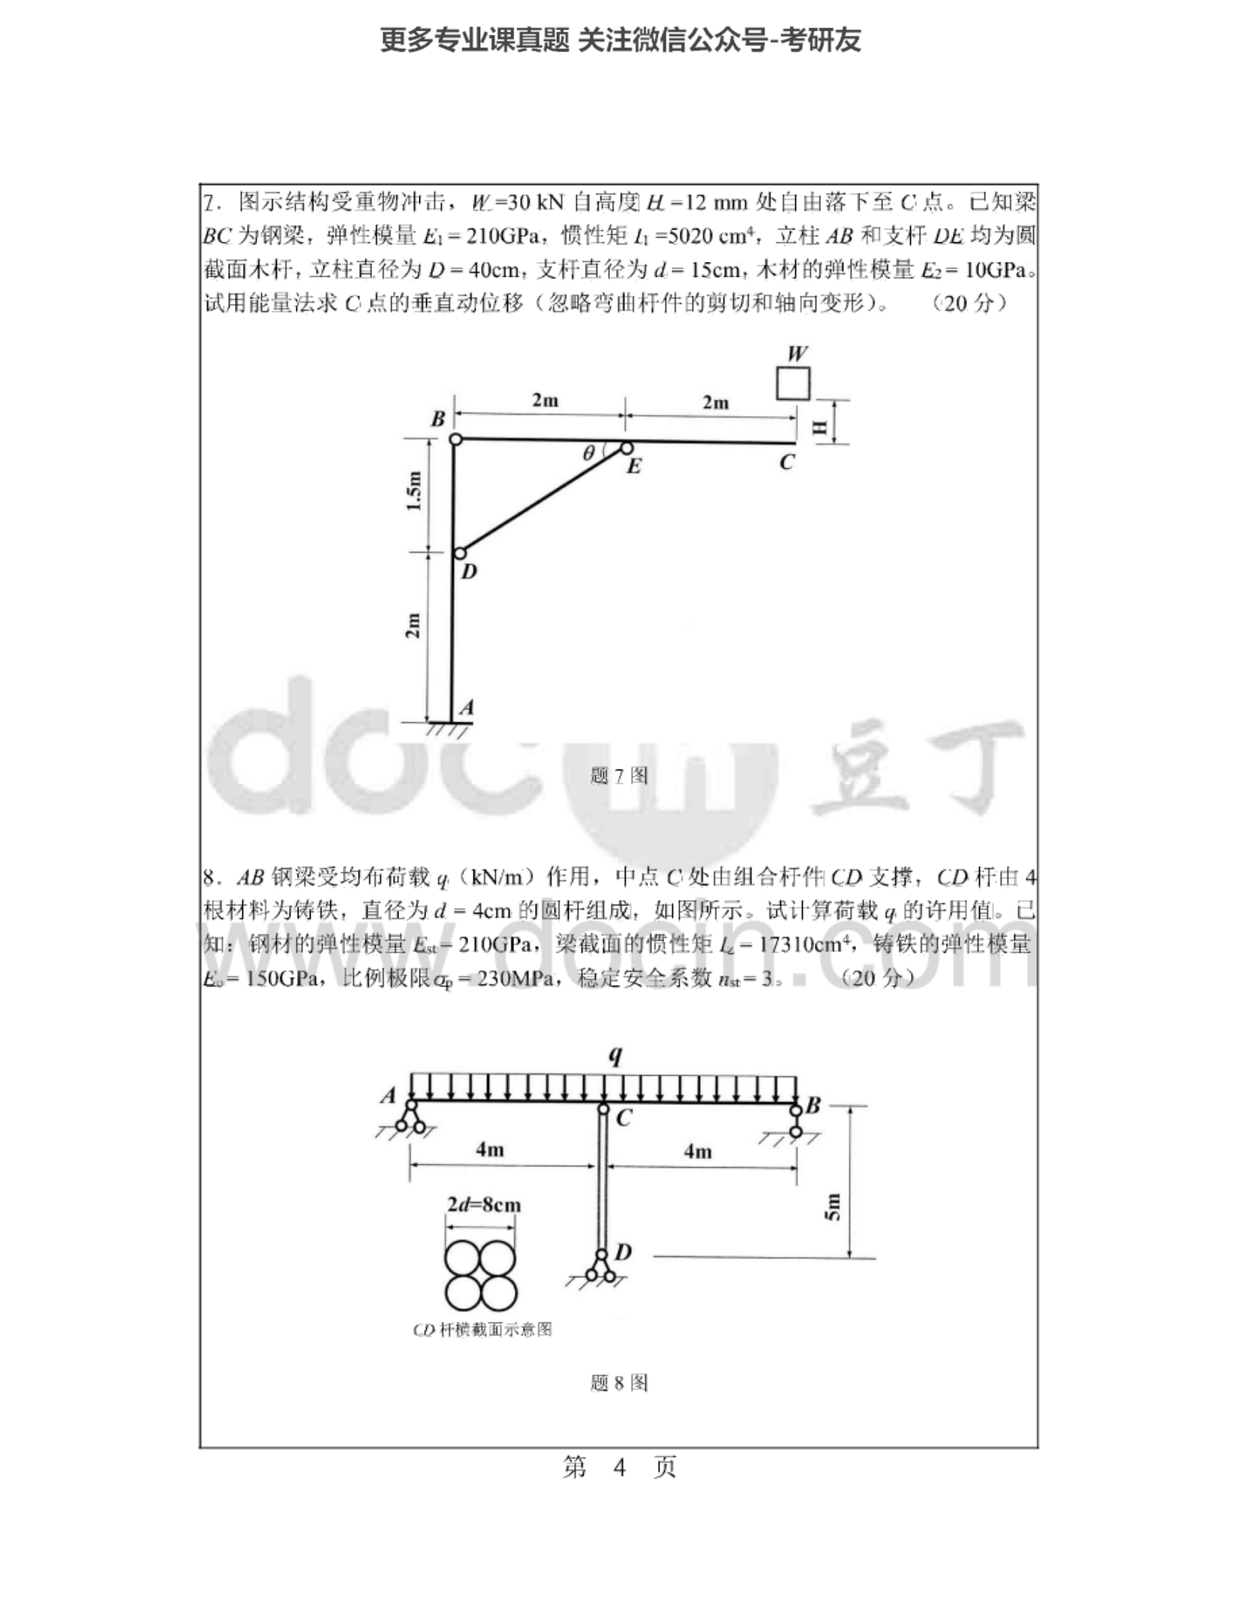 更多专业课真题 关注微信公众号-考研友
7．图示结构受重物冲击，W=30 kN 自高度 H =12 mm 处自由落下至 C 点。已知梁
BC 为钢梁，弹性模量 E₁ = 210GPa，惯性矩 I₁ =5020 cm⁴，立柱 AB 和支杆 DE 均为圆
截面木杆，立柱直径为 D = 40cm，支杆直径为 d = 15cm，木材的弹性模量 E₂ = 10GPa。
试用能量法求 C 点的垂直动位移（忽略弯曲杆件的剪切和轴向变形）。 （20 分）
W
2m
2m
B
H
θ
E
C
1.5m
D
2m
A
docin 豆丁
题 7 图
8．AB 钢梁受均布荷载 q（kN/m）作用，中点 C 处由组合杆件 CD 支撑，CD 杆由 4
根材料为铸铁，直径为 d = 4cm 的圆杆组成，如图所示。试计算荷载 q 的许用值。已
www.docin.com
知：钢材的弹性模量 Est = 210GPa，梁截面的惯性矩 Iz = 17310cm⁴，铸铁的弹性模量
= 150GPa，比例极限 σp = 230MPa，稳定安全系数 nst = 3。 （20 分）
q
A
B
C
4m
4m
5m
2d=8cm
D
CD 杆横截面示意图
题 8 图
第 4 页